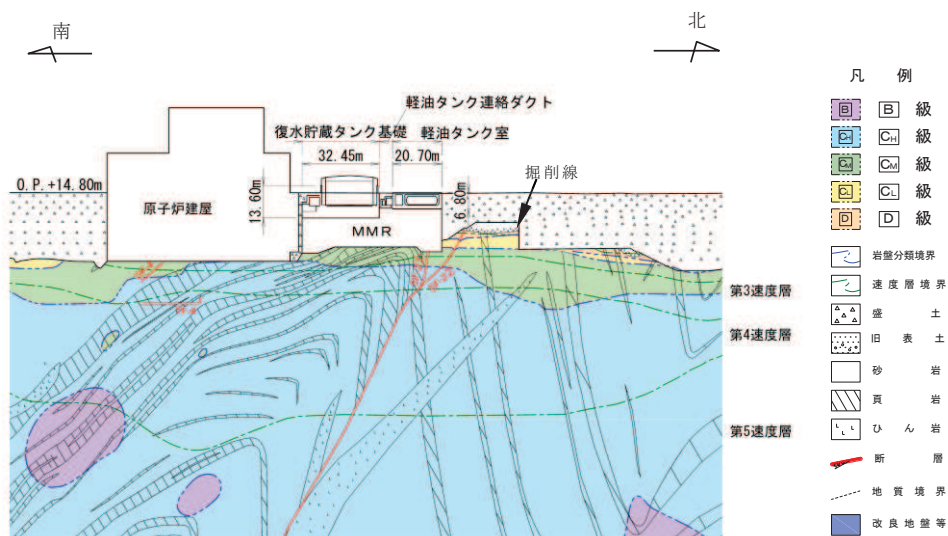 南
北
軽油タンク連絡ダクト
復水貯蔵タンク基礎
軽油タンク室
32.45m
20.70m
掘削線
O.P.+14.80m
13.60m
6.80m
原子炉建屋
MMR
第3速度層
第4速度層
第5速度層
凡 例
B B 級
CH CH 級
CM CM 級
CL CL 級
D D 級
岩盤分類境界
速度層境界
盛 土
旧 表 土
砂 岩
頁 岩
ひ ん 岩
断 層
地 質 境 界
改 良 地 盤 等